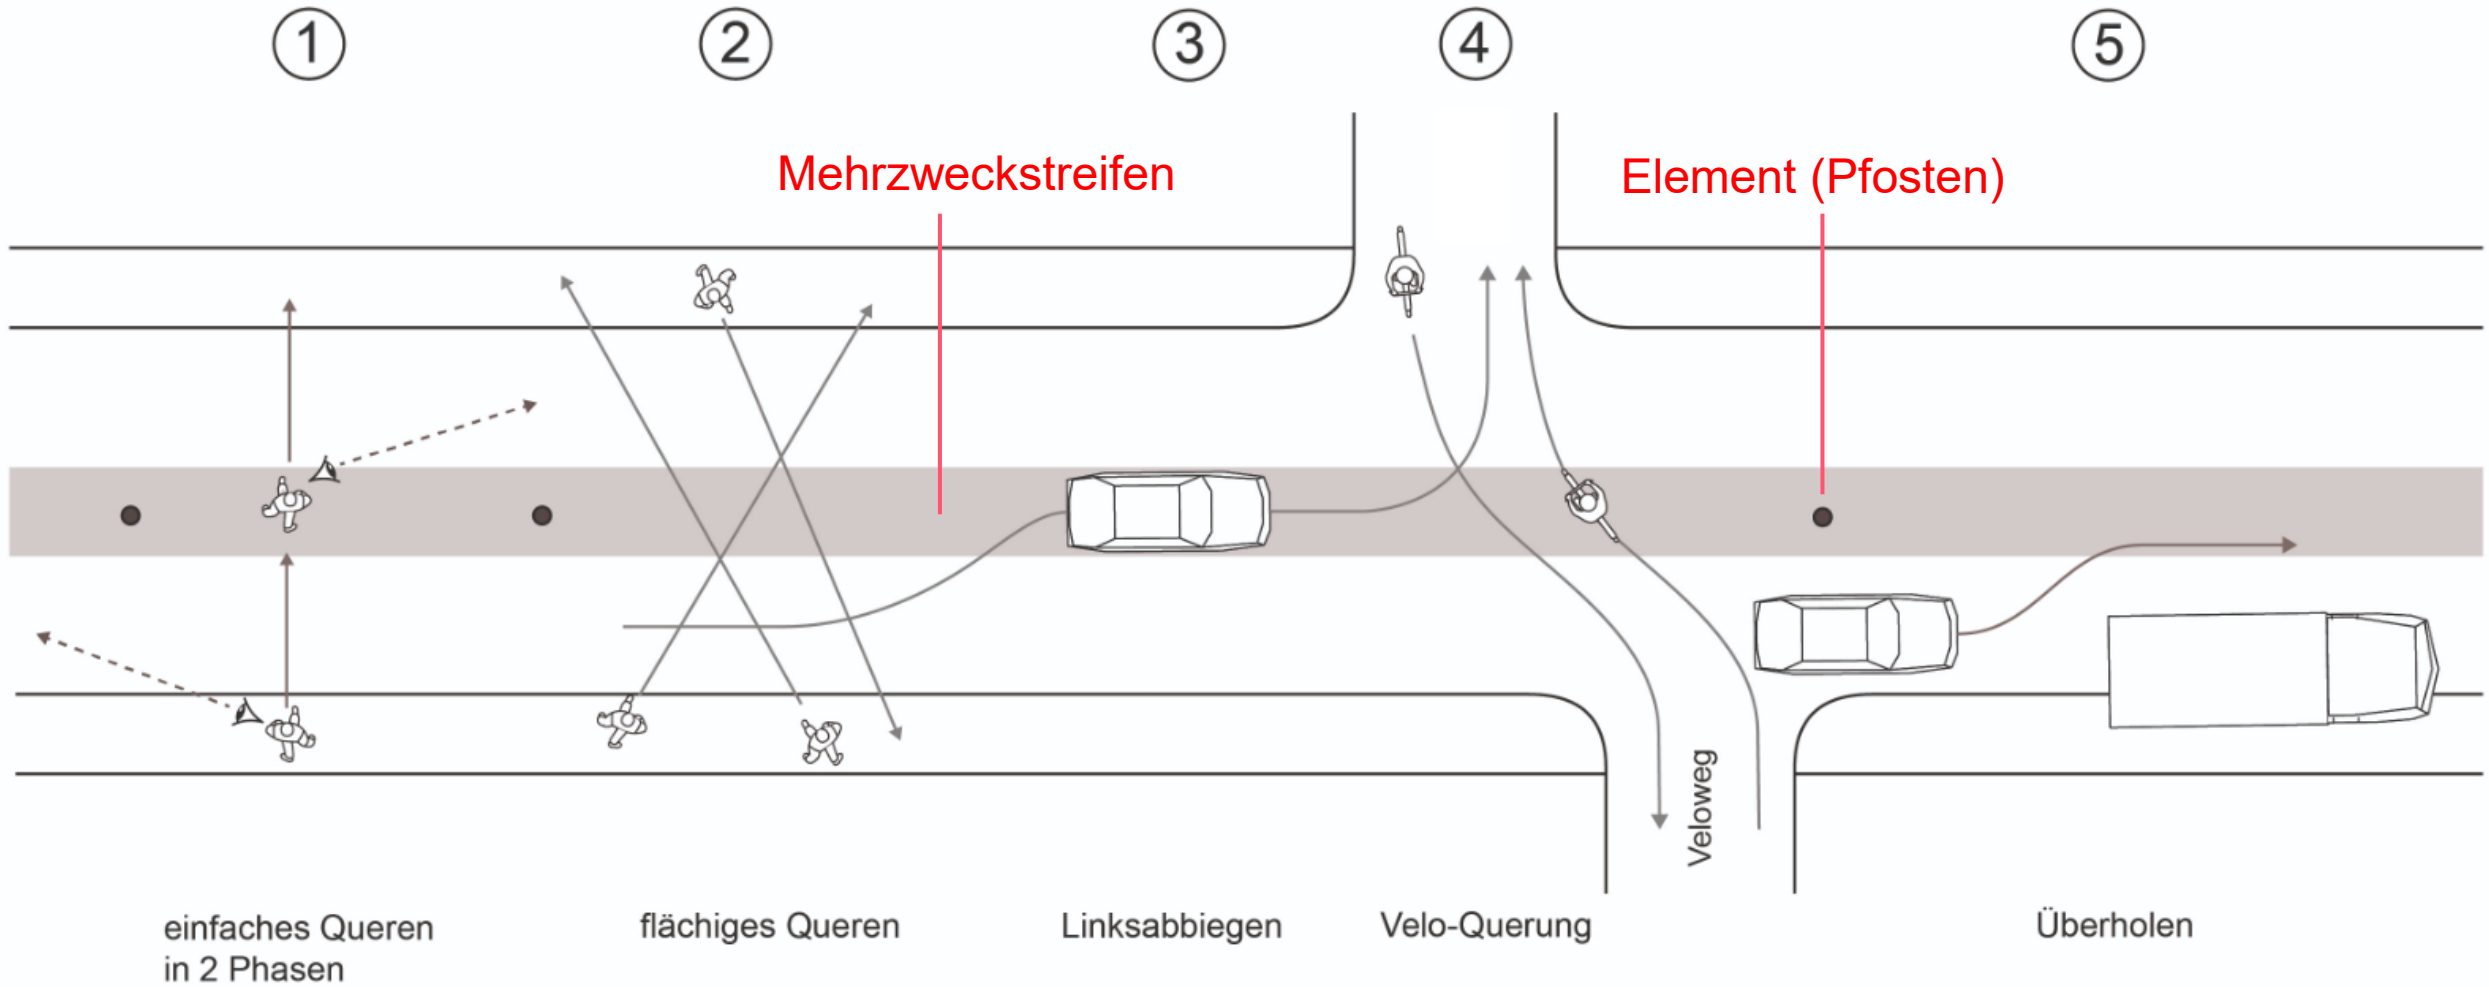 1
2
3
4
5
Mehrzweckstreifen
Element (Pfosten)
Veloweg
einfaches Queren
in 2 Phasen
flächiges Queren
Linksabbiegen
Velo-Querung
Überholen